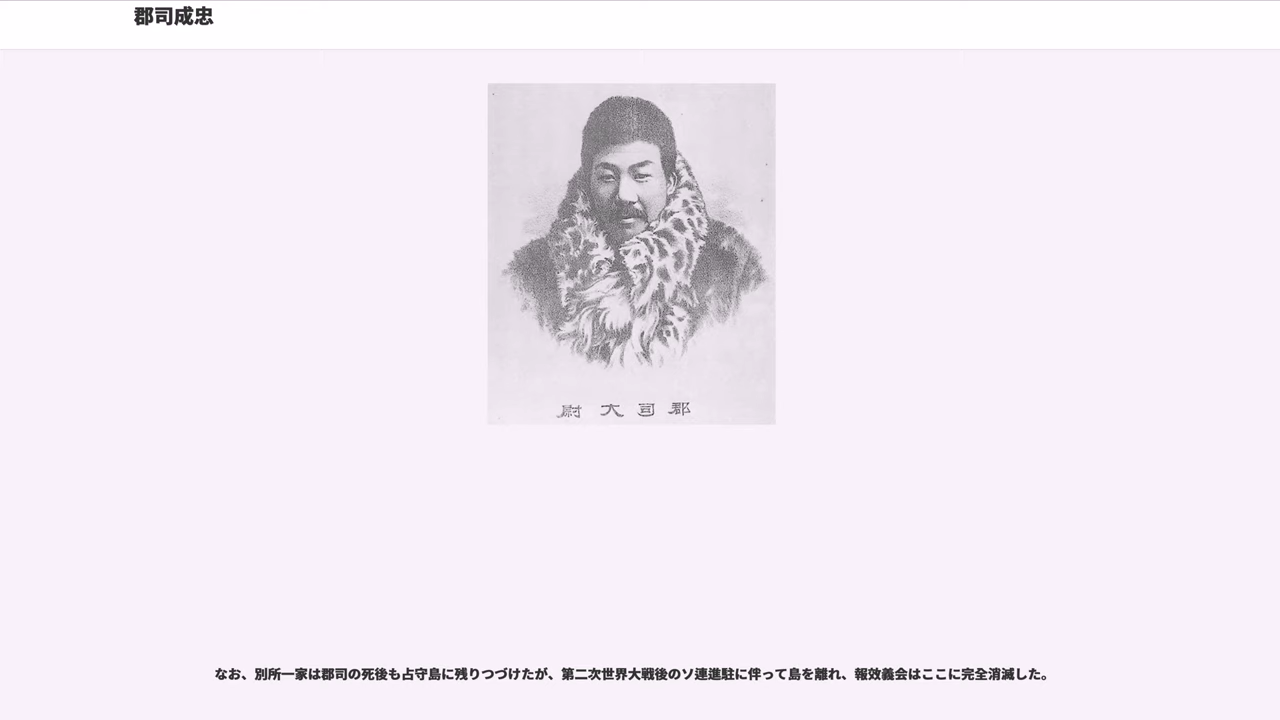 郡司成忠
郡司大尉
なお、別所一家は郡司の死後も占守島に残りつづけたが、第二次世界大戦後のソ連進駐に伴って島を離れ、報效義会はここに完全消滅した。